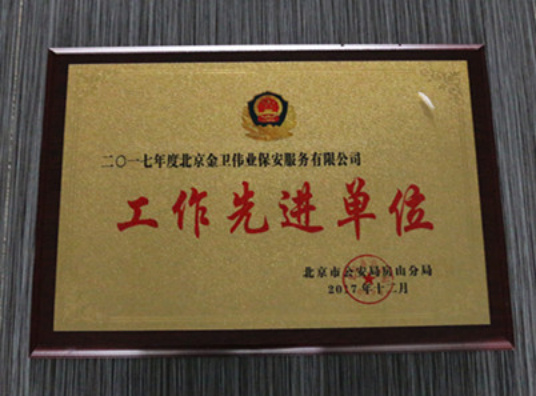 二〇一七年度北京金卫伟业保安服务有限公司
工作先进单位
北京市公安局房山分局
2017年十二月